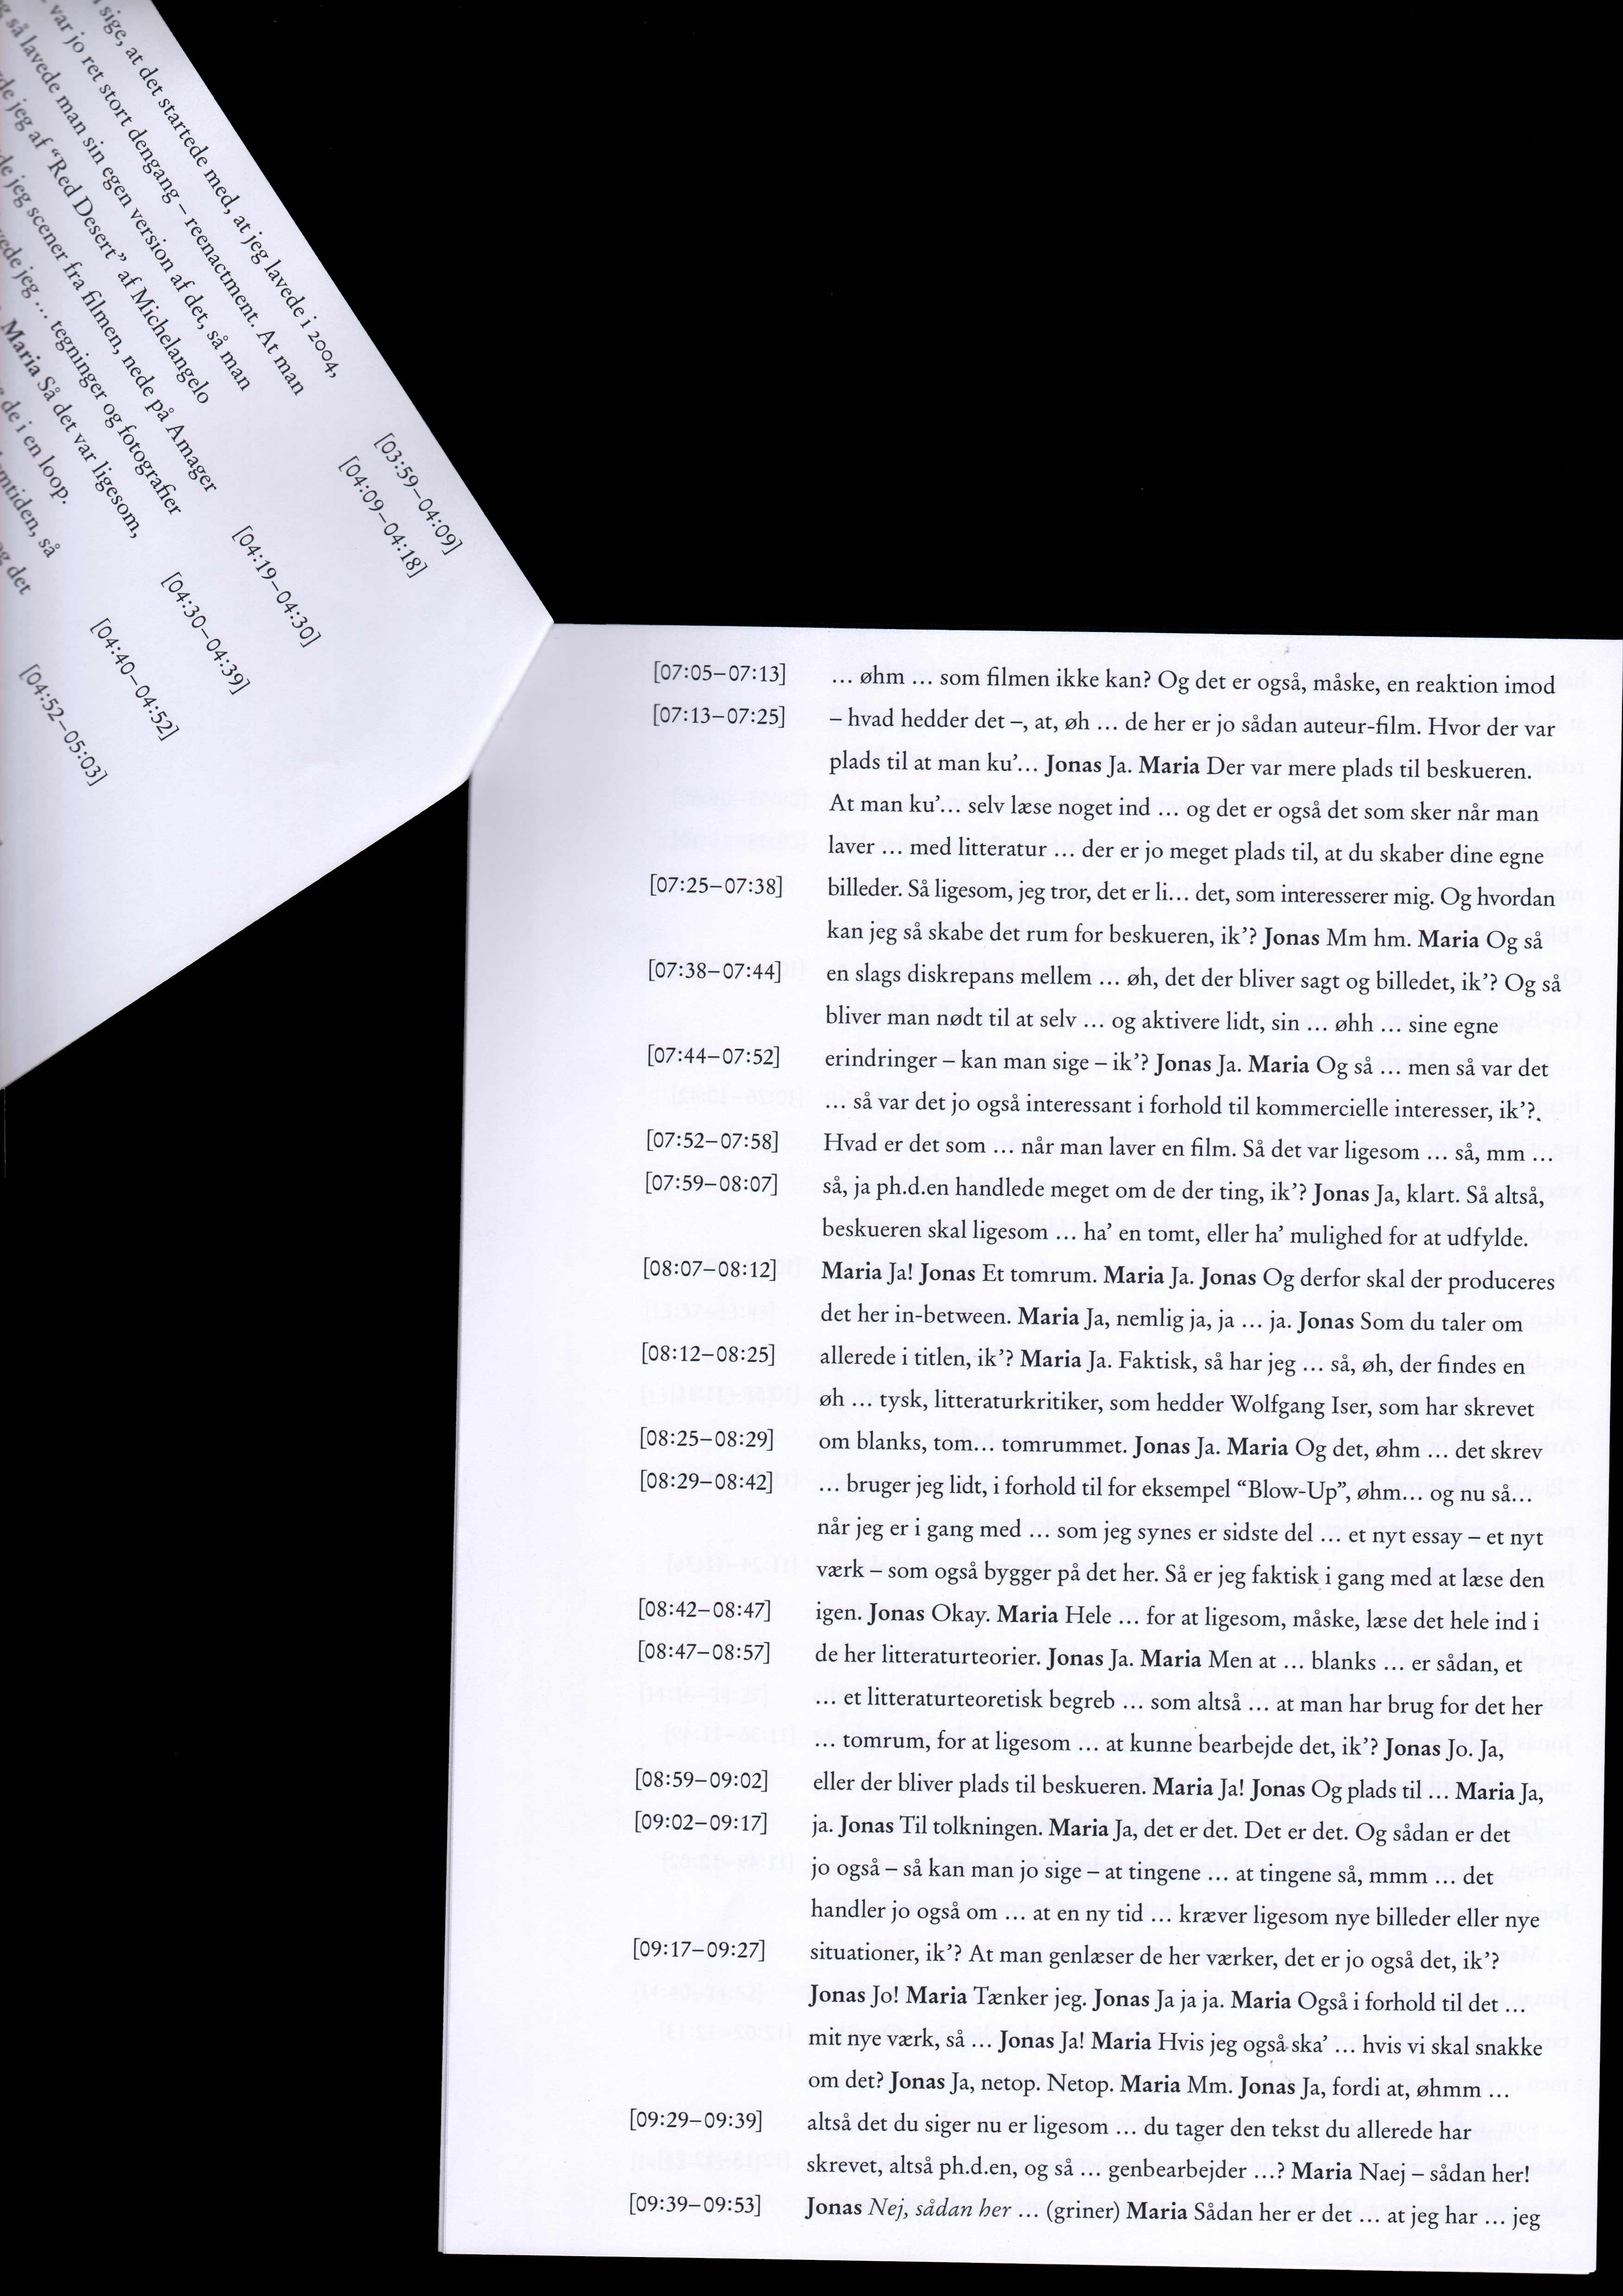 sige, at det startede med, at jeg lavede i 2004,
[03:59–04:09]
var jo ret stort dengang – reenactment. At man
[04:09–04:18]
så lavede man sin egen version af det, så man
jeg af “Red Desert” af Michelangelo
[04:19–04:30]
jeg scener fra filmen, nede på Amager
jeg … tegninger og fotografier
[04:30–04:39]
Maria Så det var ligesom,
de i en loop.
[04:40–04:52]
så
det
[04:52–05:03]
[07:05–07:13] … øhm … som filmen ikke kan? Og det er også, måske, en reaktion imod
[07:13–07:25] – hvad hedder det –, at, øh … de her er jo sådan auteur-film. Hvor der var
plads til at man ku’… Jonas Ja. Maria Der var mere plads til beskueren.
At man ku’… selv læse noget ind … og det er også det som sker når man
laver … med litteratur … der er jo meget plads til, at du skaber dine egne
[07:25–07:38] billeder. Så ligesom, jeg tror, det er li… det, som interesserer mig. Og hvordan
kan jeg så skabe det rum for beskueren, ik’? Jonas Mm hm. Maria Og så
[07:38–07:44] en slags diskrepans mellem … øh, det der bliver sagt og billedet, ik’? Og så
bliver man nødt til at selv … og aktivere lidt, sin … øhh … sine egne
[07:44–07:52] erindringer – kan man sige – ik’? Jonas Ja. Maria Og så … men så var det
… så var det jo også interessant i forhold til kommercielle interesser, ik’?
[07:52–07:58] Hvad er det som … når man laver en film. Så det var ligesom … så, mm …
[07:59–08:07] så, ja ph.d.en handlede meget om de der ting, ik’? Jonas Ja, klart. Så altså,
beskueren skal ligesom … ha’ en tomt, eller ha’ mulighed for at udfylde.
[08:07–08:12] Maria Ja! Jonas Et tomrum. Maria Ja. Jonas Og derfor skal der produceres
det her in-between. Maria Ja, nemlig ja, ja … ja. Jonas Som du taler om
[08:12–08:25] allerede i titlen, ik’? Maria Ja. Faktisk, så har jeg … så, øh, der findes en
øh … tysk, litteraturkritiker, som hedder Wolfgang Iser, som har skrevet
[08:25–08:29] om blanks, tom… tomrummet. Jonas Ja. Maria Og det, øhm … det skrev
[08:29–08:42] … bruger jeg lidt, i forhold til for eksempel “Blow-Up”, øhm… og nu så…
når jeg er i gang med … som jeg synes er sidste del … et nyt essay – et nyt
værk – som også bygger på det her. Så er jeg faktisk i gang med at læse den
[08:42–08:47] igen. Jonas Okay. Maria Hele … for at ligesom, måske, læse det hele ind i
[08:47–08:57] de her litteraturteorier. Jonas Ja. Maria Men at … blanks … er sådan, et
… et litteraturteoretisk begreb … som altså … at man har brug for det her
… tomrum, for at ligesom … at kunne bearbejde det, ik’? Jonas Jo. Ja,
[08:59–09:02] eller der bliver plads til beskueren. Maria Ja! Jonas Og plads til … Maria Ja,
[09:02–09:17] ja. Jonas Til tolkningen. Maria Ja, det er det. Det er det. Og sådan er det
jo også – så kan man jo sige – at tingene … at tingene så, mmm … det
handler jo også om … at en ny tid … kræver ligesom nye billeder eller nye
[09:17–09:27] situationer, ik’? At man genlæser de her værker, det er jo også det, ik’?
Jonas Jo! Maria Tænker jeg. Jonas Ja ja ja. Maria Også i forhold til det …
mit nye værk, så … Jonas Ja! Maria Hvis jeg også ska’ … hvis vi skal snakke
om det? Jonas Ja, netop. Netop. Maria Mm. Jonas Ja, fordi at, øhmm …
[09:29–09:39] altså det du siger nu er ligesom … du tager den tekst du allerede har
skrevet, altså ph.d.en, og så … genbearbejder …? Maria Naej – sådan her!
[09:39–09:53] Jonas Nej, sådan her … (griner) Maria Sådan her er det … at jeg har … jeg